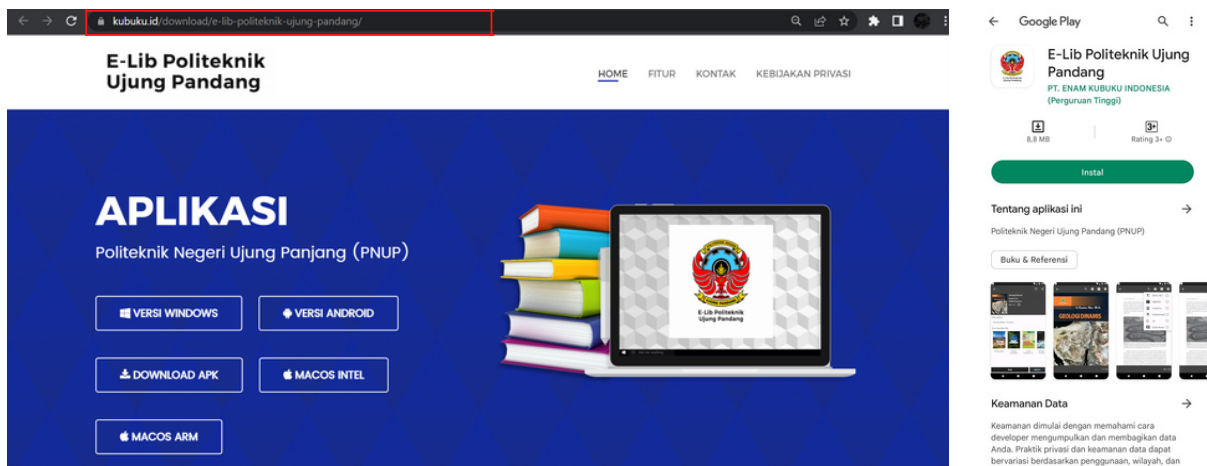 kubuku.id/download/e-lib-politeknik-ujung-pandang/
E-Lib Politeknik
Ujung Pandang
HOME FITUR KONTAK KEBIJAKAN PRIVASI
APLIKASI
Politeknik Negeri Ujung Panjang (PNUP)
VERSI WINDOWS VERSI ANDROID
DOWNLOAD APK MACOS INTEL
MACOS ARM
E-Lib Politeknik
Ujung Pandang
Google Play
E-Lib Politeknik Ujung
Pandang
PT. ENAM KUBUKU INDONESIA
(Perguruan Tinggi)
3+
8,8 MB Rating 3+
Instal
Tentang aplikasi ini
Politeknik Negeri Ujung Pandang (PNUP)
Buku & Referensi
GEOLOGI DINAMIS
Keamanan Data
Keamanan dimulai dengan memahami cara
developer mengumpulkan dan membagikan data
Anda. Praktik privasi dan keamanan data dapat
bervariasi berdasarkan penggunaan, wilayah, dan